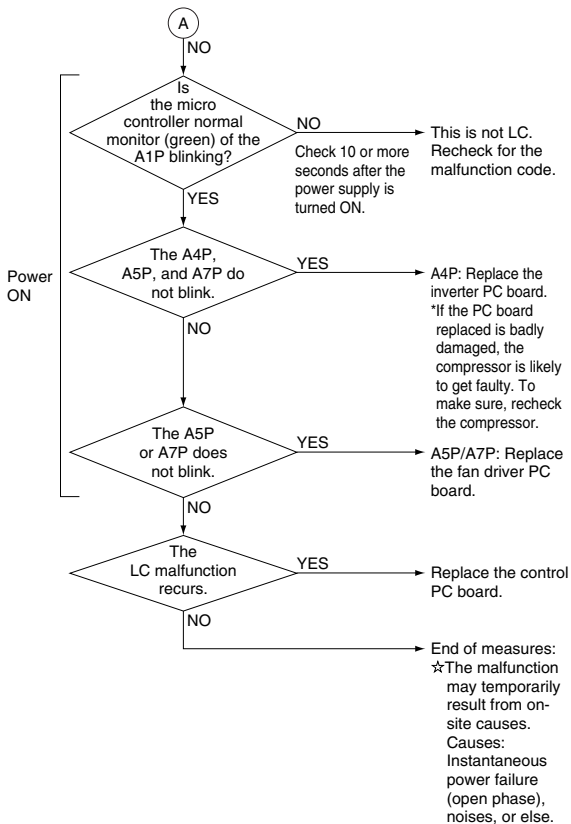 A
NO
Is
the micro
controller normal
monitor (green) of the
A1P blinking?
NO
Check 10 or more
seconds after the
power supply is
turned ON.
This is not LC.
Recheck for the
malfunction code.
YES
Power
ON
The A4P,
A5P, and A7P do
not blink.
YES
A4P: Replace the
inverter PC board.
*If the PC board
replaced is badly
damaged, the
compressor is likely
to get faulty. To
make sure, recheck
the compressor.
NO
The A5P
or A7P does
not blink.
YES
A5P/A7P: Replace
the fan driver PC
board.
NO
The
LC malfunction
recurs.
YES
Replace the control
PC board.
NO
End of measures:
☆The malfunction
may temporarily
result from on-
site causes.
Causes:
Instantaneous
power failure
(open phase),
noises, or else.